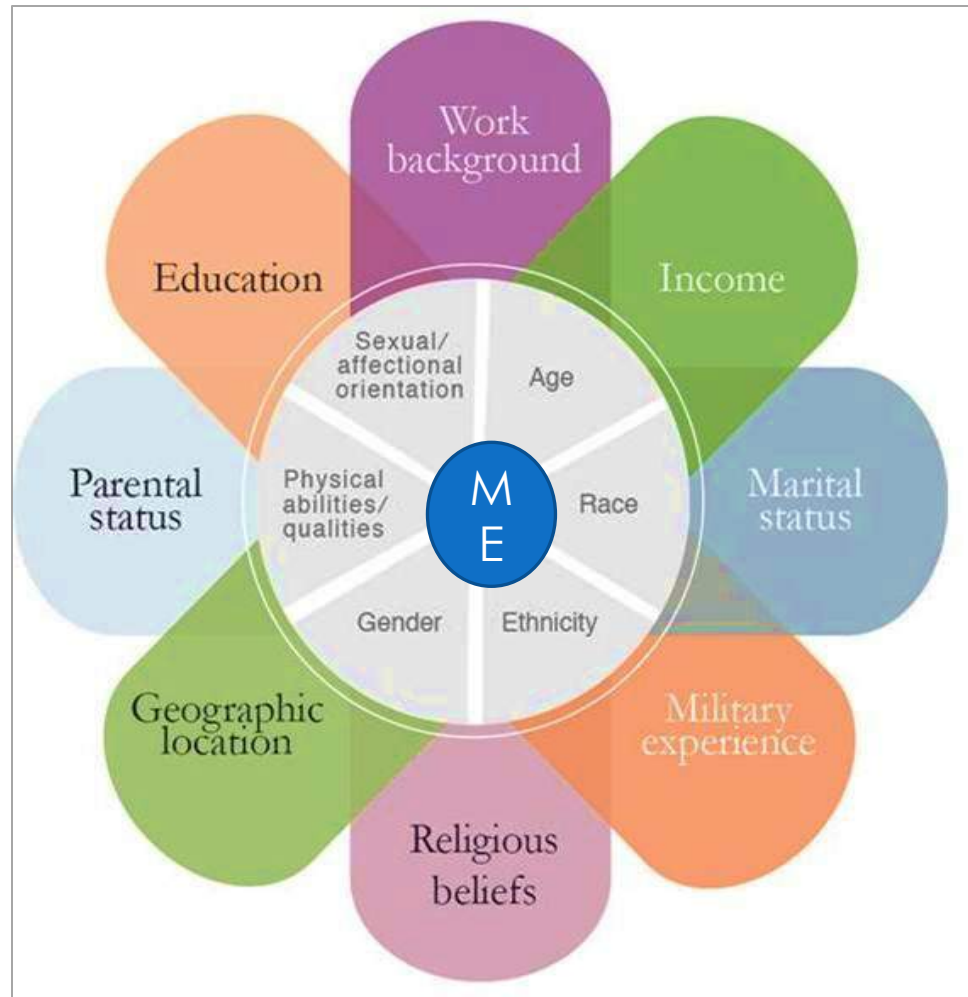 Work
background
Income
Marital
status
Military
experience
Religious
beliefs
Geographic
location
Parental
status
Education
Sexual/
affectional
orientation
Age
Race
Ethnicity
Gender
Physical
abilities/
qualities
M
E